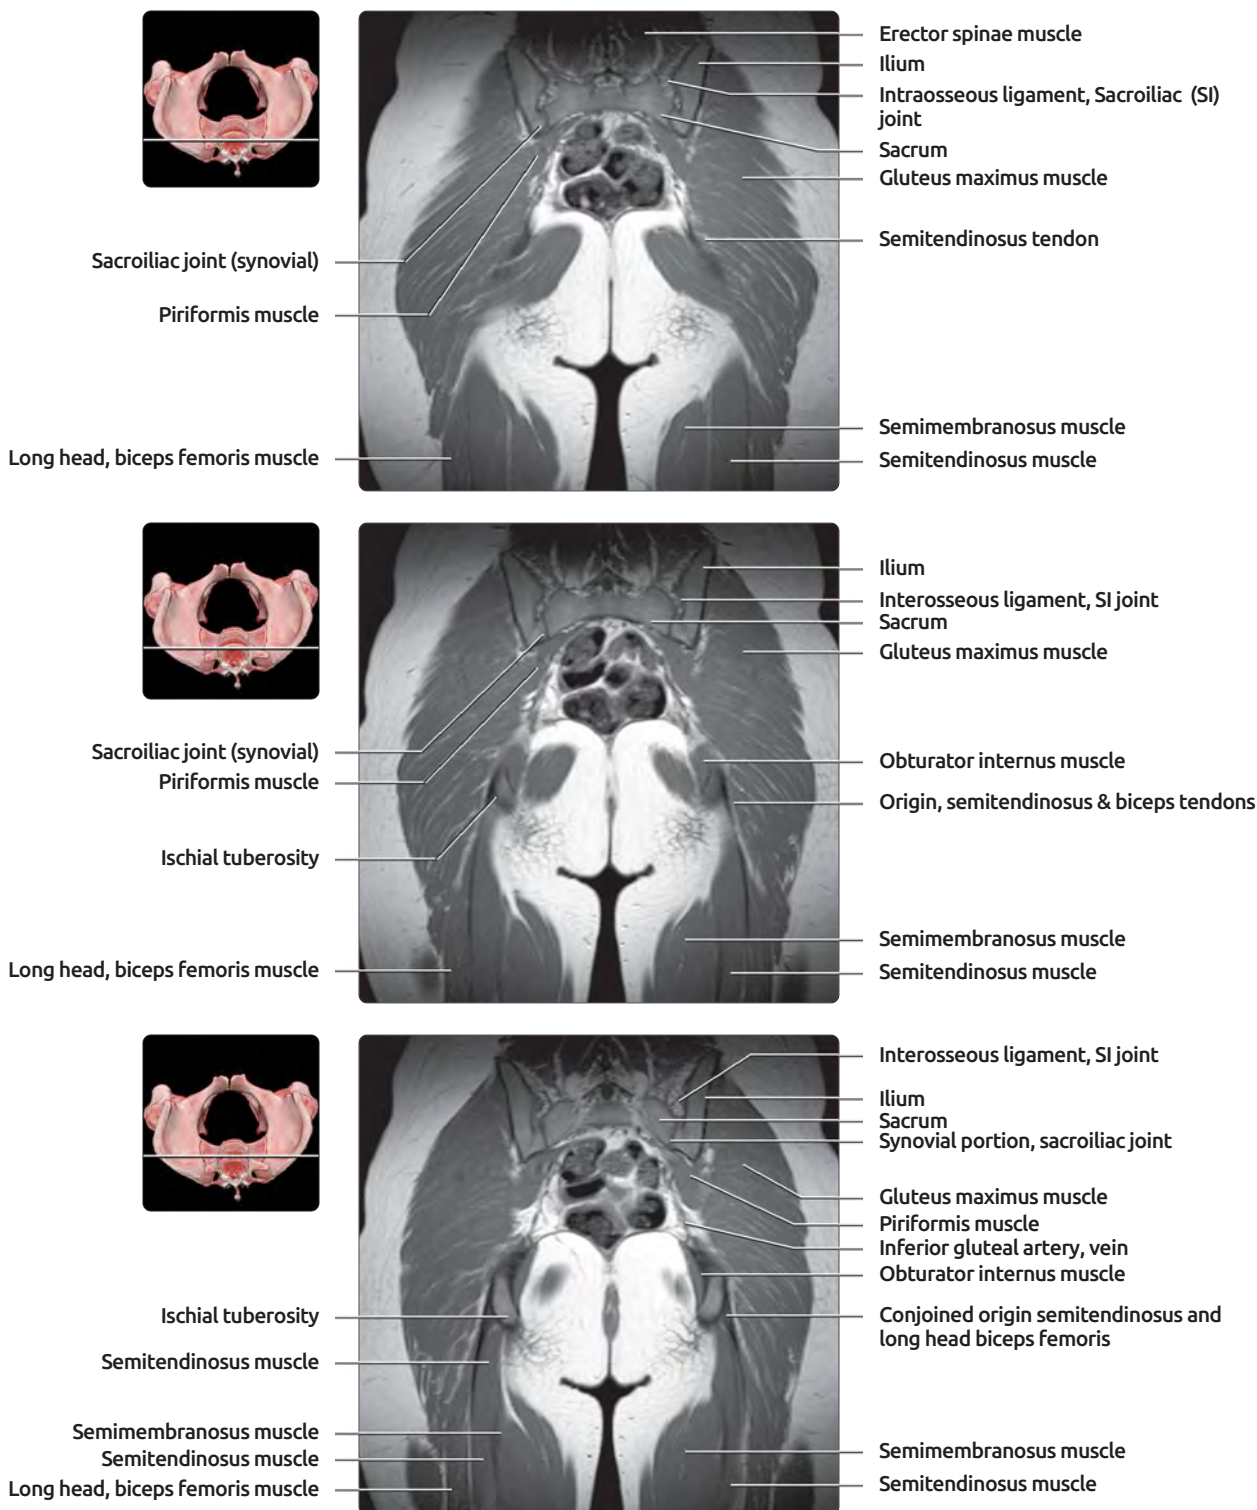 Erector spinae muscle
Ilium
Intraosseous ligament, Sacroiliac (SI)
joint
Sacrum
Gluteus maximus muscle
Semitendinosus tendon
Sacroiliac joint (synovial)
Piriformis muscle
Semimembranosus muscle
Long head, biceps femoris muscle
Semitendinosus muscle
Ilium
Interosseous ligament, SI joint
Sacrum
Gluteus maximus muscle
Sacroiliac joint (synovial)
Piriformis muscle
Obturator internus muscle
Origin, semitendinosus & biceps tendons
Ischial tuberosity
Semimembranosus muscle
Long head, biceps femoris muscle
Semitendinosus muscle
Interosseous ligament, SI joint
Ilium
Sacrum
Synovial portion, sacroiliac joint
Gluteus maximus muscle
Piriformis muscle
Inferior gluteal artery, vein
Obturator internus muscle
Ischial tuberosity
Conjoined origin semitendinosus and
long head biceps femoris
Semitendinosus muscle
Semimembranosus muscle
Semitendinosus muscle
Long head, biceps femoris muscle
Semimembranosus muscle
Semitendinosus muscle